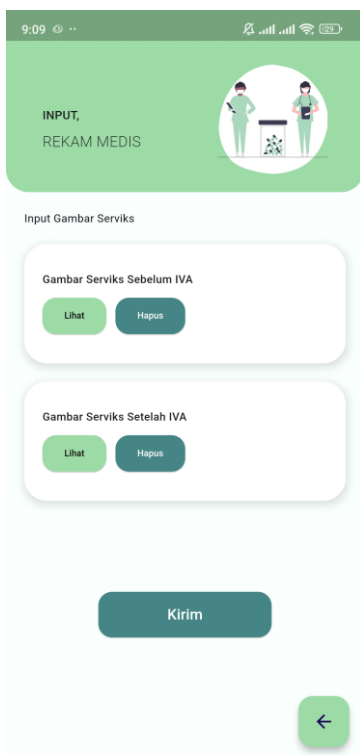 9:09
29
INPUT,
REKAM MEDIS
Input Gambar Serviks
Gambar Serviks Sebelum IVA
Lihat Hapus
Gambar Serviks Setelah IVA
Lihat Hapus
Kirim